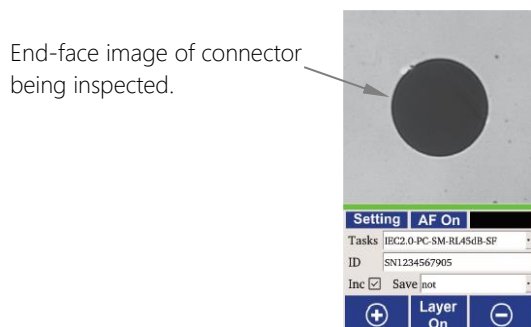 End-face image of connector
being inspected.
Setting AF On
Tasks IEC2.0-PC-SM-RL45dB-SF
ID SN1234567905
Inc Save not
Layer
On